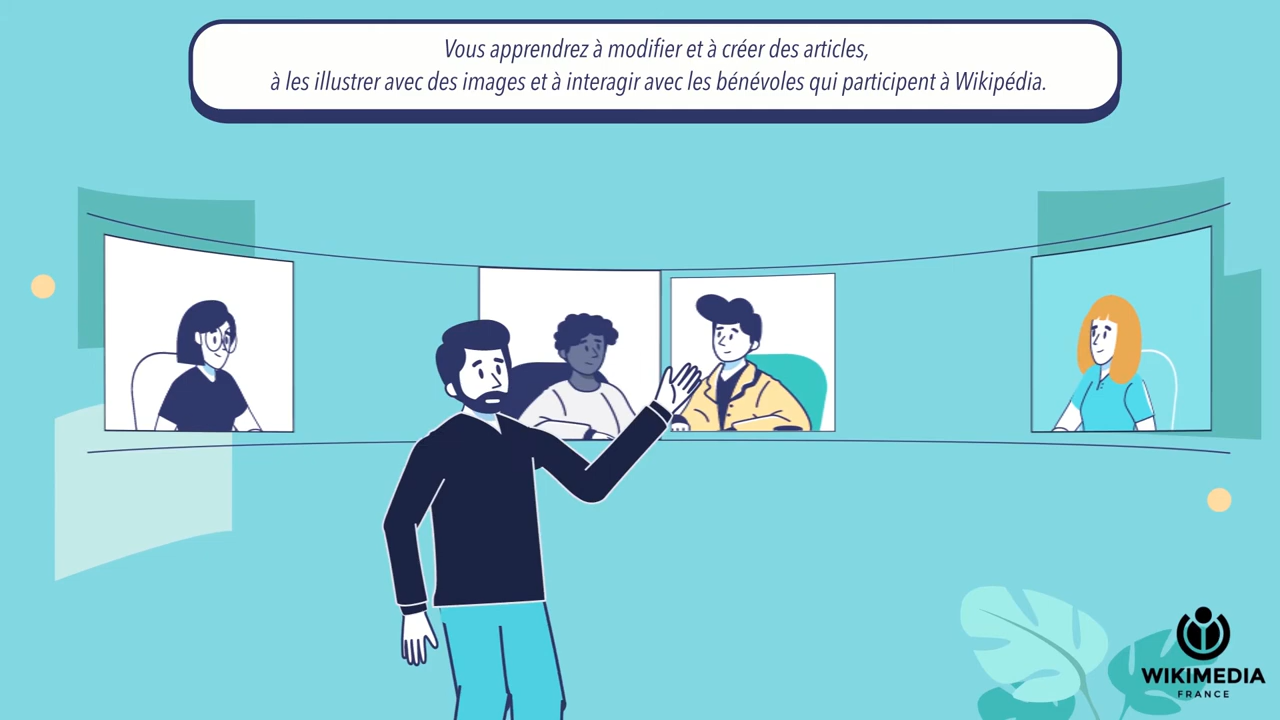 Vous apprendrez à modifier et à créer des articles,
à les illustrer avec des images et à interagir avec les bénévoles qui participent à Wikipédia.
WIKIMEDIA
FRANCE